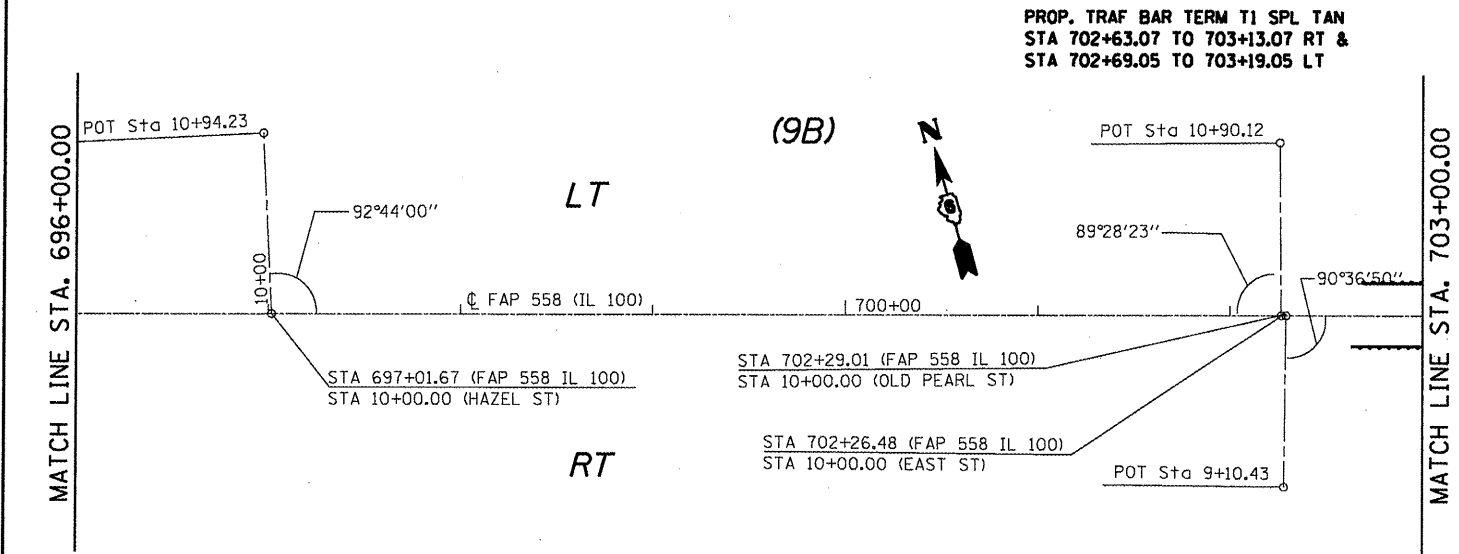 PROP. TRAF BAR TERM T1 SPL TAN
STA 702+63.07 TO 703+13.07 RT &
STA 702+69.05 TO 703+19.05 LT
MATCH LINE STA. 696+00.00
POT Sta 10+94.23
(9B)
N
POT Sta 10+90.12
MATCH LINE STA. 703+00.00
LT
92°44'00"
89°28'23"
10+00
90°36'50"
℄ FAP 558 (IL 100)
700+00
STA 697+01.67 (FAP 558 IL 100)
STA 10+00.00 (HAZEL ST)
STA 702+29.01 (FAP 558 IL 100)
STA 10+00.00 (OLD PEARL ST)
STA 702+26.48 (FAP 558 IL 100)
STA 10+00.00 (EAST ST)
RT
POT Sta 9+10.43